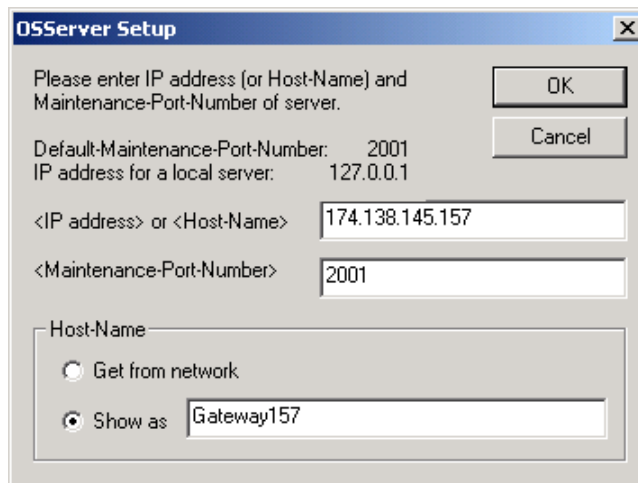 OSServer Setup
Please enter IP address (or Host-Name) and
Maintenance-Port-Number of server.
OK
Cancel
Default-Maintenance-Port-Number: 2001
IP address for a local server: 127.0.0.1
<IP address> or <Host-Name> 174.138.145.157
<Maintenance-Port-Number> 2001
Host-Name
Get from network
Show as Gateway157